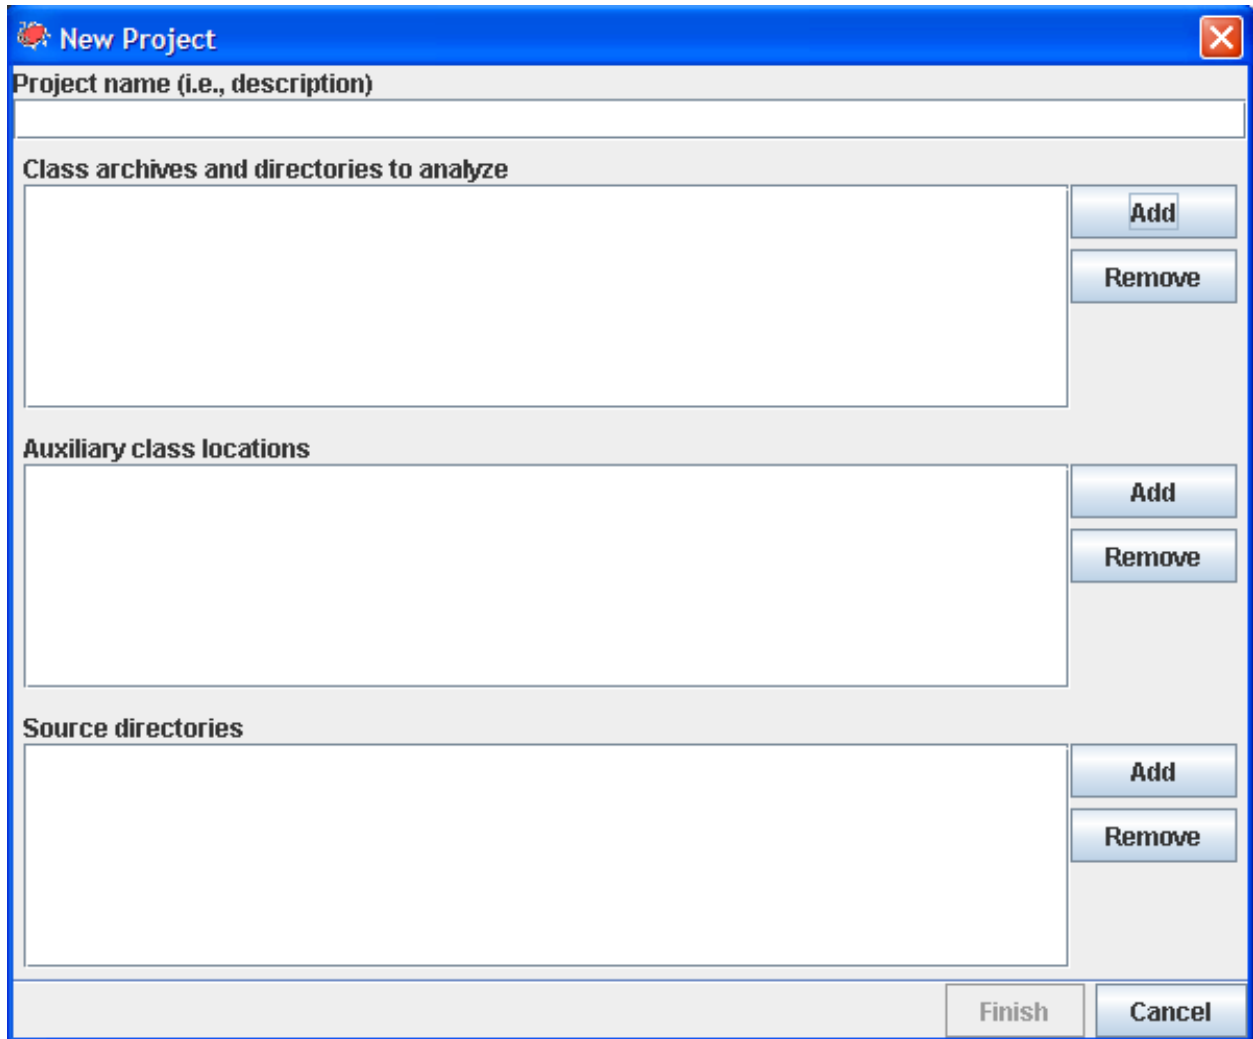 New Project
Project name (i.e., description)
Class archives and directories to analyze
Add
Remove
Auxiliary class locations
Add
Remove
Source directories
Add
Remove
Finish Cancel